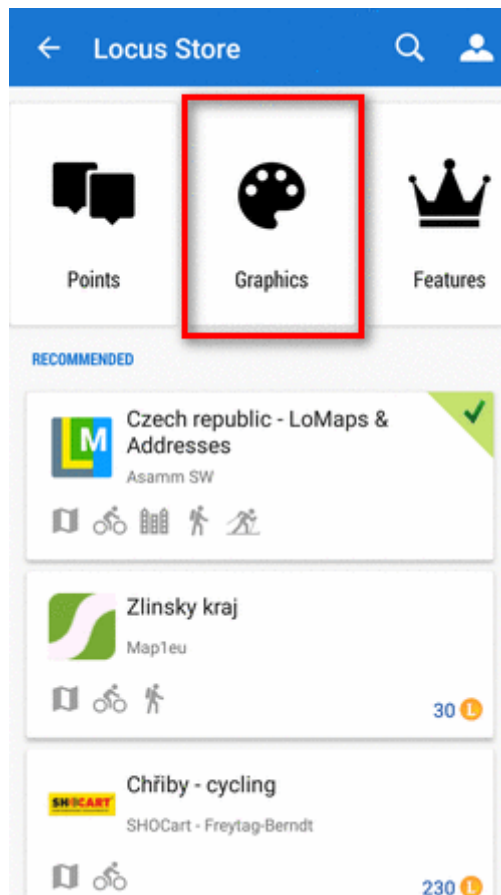 Locus Store
Points
Graphics
Features
RECOMMENDED
M
Czech republic - LoMaps &
Addresses
Asamm SW
Zlinsky kraj
Map1eu
30 L
Chřiby - cycling
SHOCART
SHOCart - Freytag-Berndt
230 L